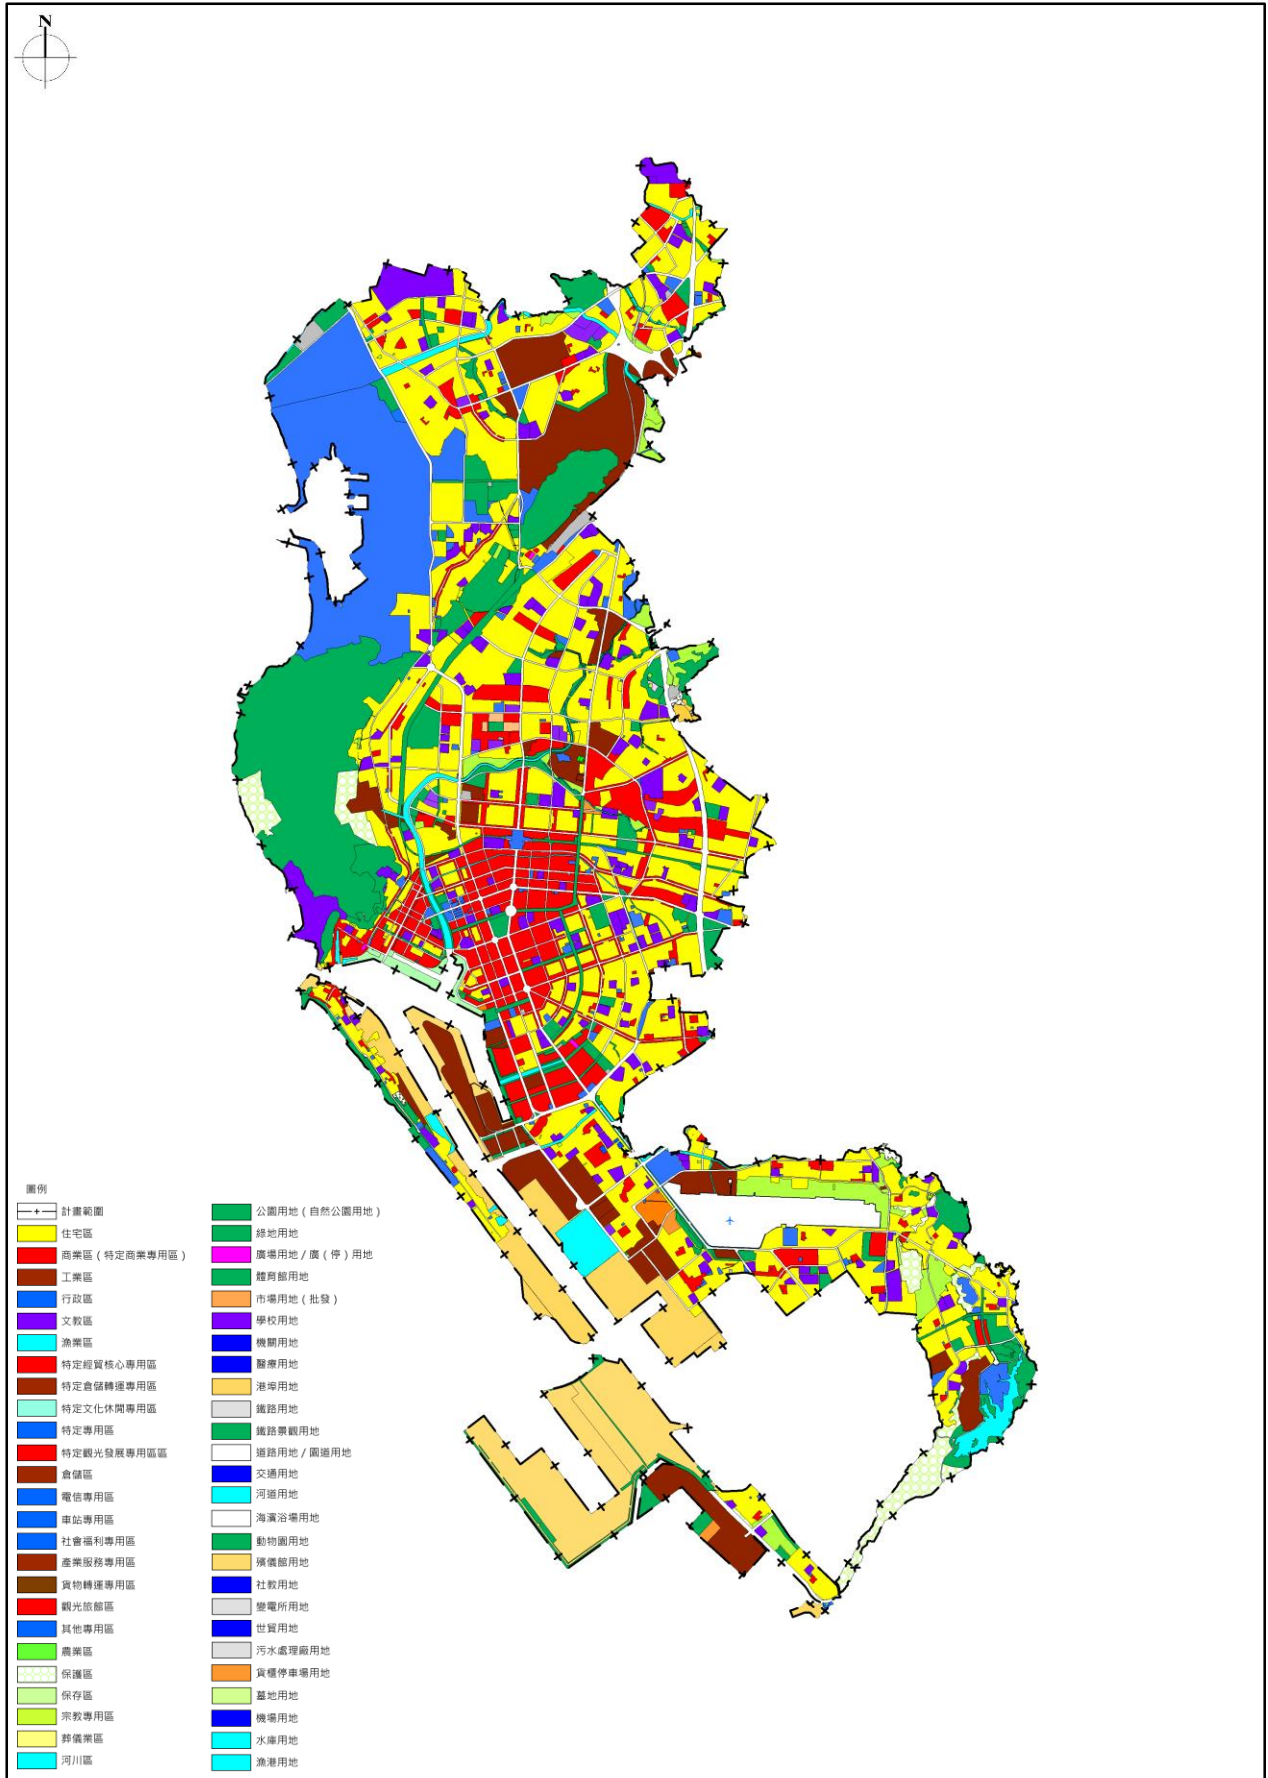 N
圖例
計畫範圍
住宅區
商業區(特定商業專用區)
工業區
行政區
文教區
漁業區
特定經貿核心專用區
特定倉儲轉運專用區
特定文化休閒專用區
特定專用區
特定觀光發展專用區區
倉儲區
電信專用區
車站專用區
社會福利專用區
產業服務專用區
貨物轉運專用區
觀光旅館區
其他專用區
農業區
保護區
保存區
宗教專用區
葬儀業區
河川區
公園用地(自然公園用地)
綠地用地
廣場用地/廣(停)用地
體育館用地
市場用地(批發)
學校用地
機關用地
醫療用地
港埠用地
鐵路用地
鐵路景觀用地
道路用地/園道用地
交通用地
河道用地
海濱浴場用地
動物園用地
殯儀館用地
社教用地
變電所用地
世貿用地
污水處理廠用地
貨櫃停車場用地
墓地用地
機場用地
水庫用地
漁港用地